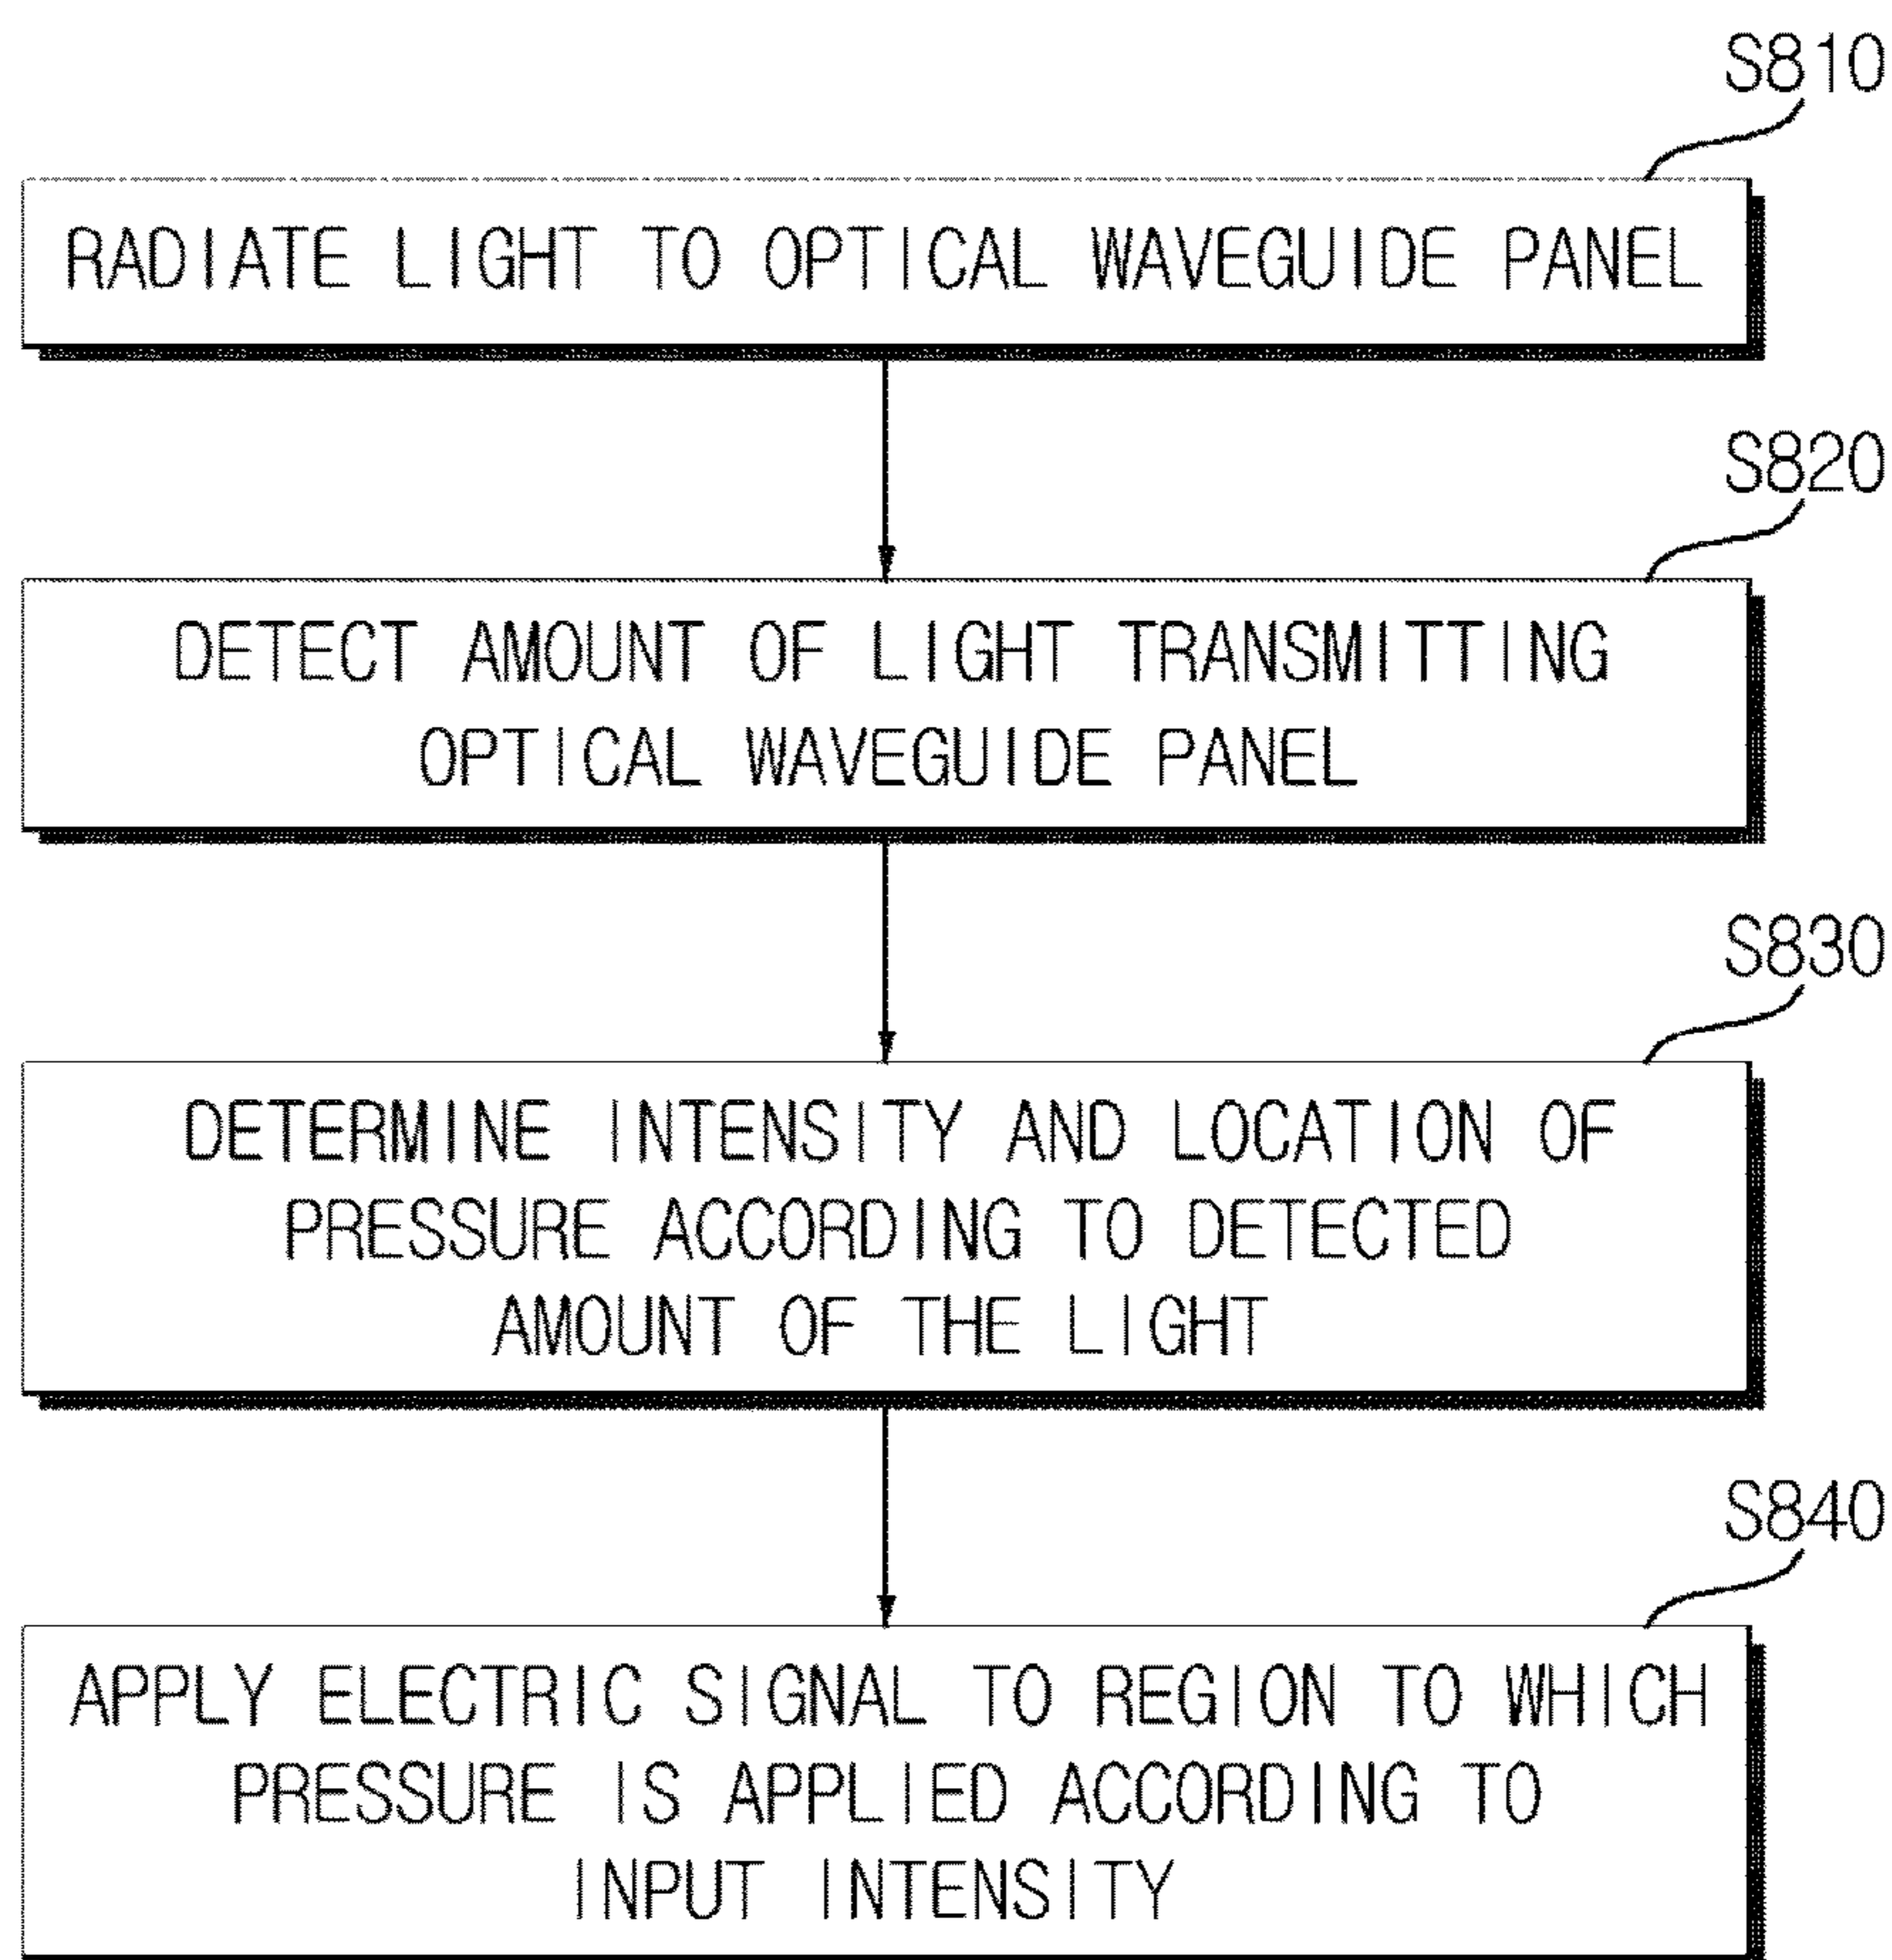 S810
RADIATE LIGHT TO OPTICAL WAVEGUIDE PANEL
S820
DETECT AMOUNT OF LIGHT TRANSMITTING
OPTICAL WAVEGUIDE PANEL
S830
DETERMINE INTENSITY AND LOCATION OF
PRESSURE ACCORDING TO DETECTED
AMOUNT OF THE LIGHT
S840
APPLY ELECTRIC SIGNAL TO REGION TO WHICH
PRESSURE IS APPLIED ACCORDING TO
INPUT INTENSITY